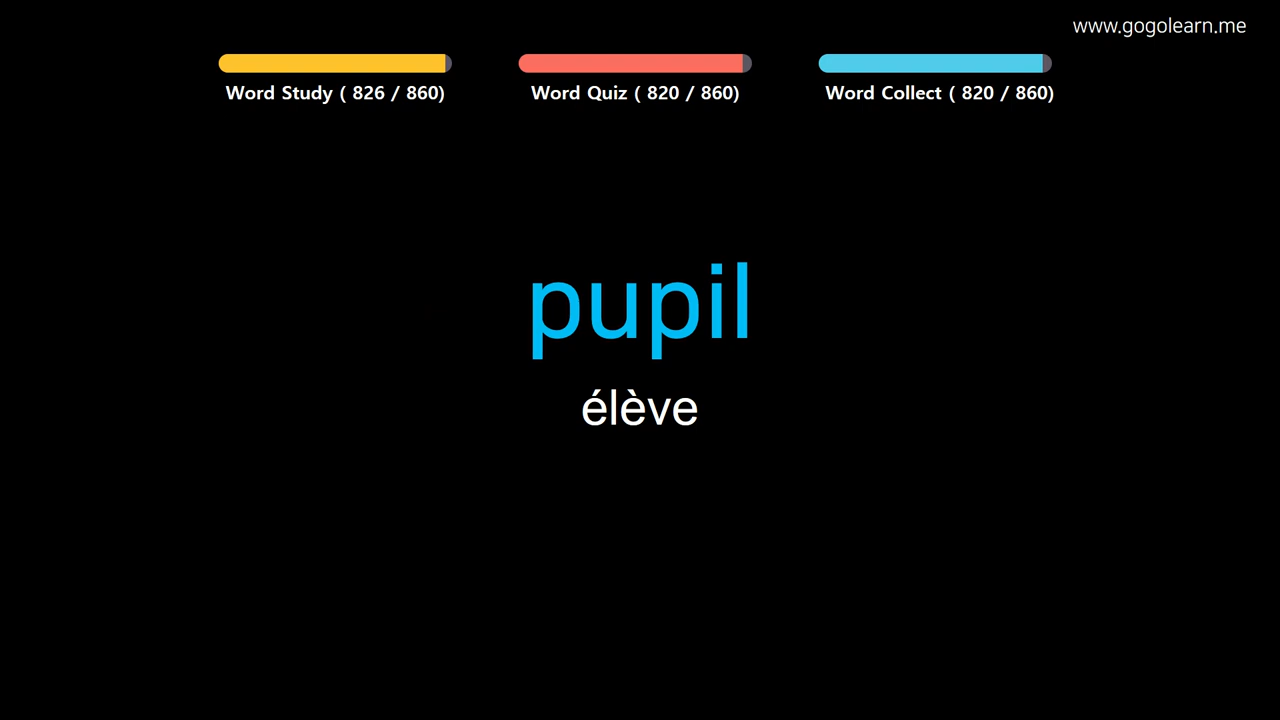 www.gogolearn.me
Word Study ( 826 / 860)
Word Quiz ( 820 / 860)
Word Collect ( 820 / 860)
pupil
élève